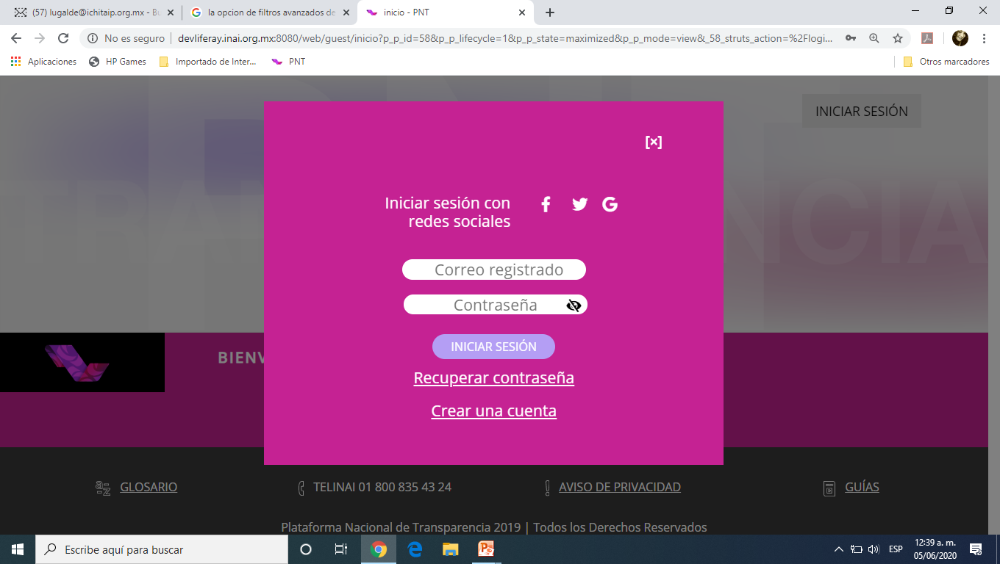 (57) lugalde@ichitaip.org.mx - Bu
la opcion de filtros avanzados de
inicio - PNT
No es seguro
devliferay.inai.org.mx:8080/web/guest/inicio?p_p_id=58&p_p_lifecycle=1&p_p_state=maximized&p_p_mode=view&_58_struts_action=%2Flogi...
Aplicaciones
HP Games
Importado de Inter...
PNT
Otros marcadores
INICIAR SESIÓN
[×]
Iniciar sesión con
redes sociales
Correo registrado
Contraseña
INICIAR SESIÓN
Recuperar contraseña
Crear una cuenta
BIENV
GLOSARIO
TELINAI 01 800 835 43 24
AVISO DE PRIVACIDAD
GUÍAS
Plataforma Nacional de Transparencia 2019 | Todos los Derechos Reservados
Escribe aquí para buscar
ESP
12:39 a. m.
05/06/2020